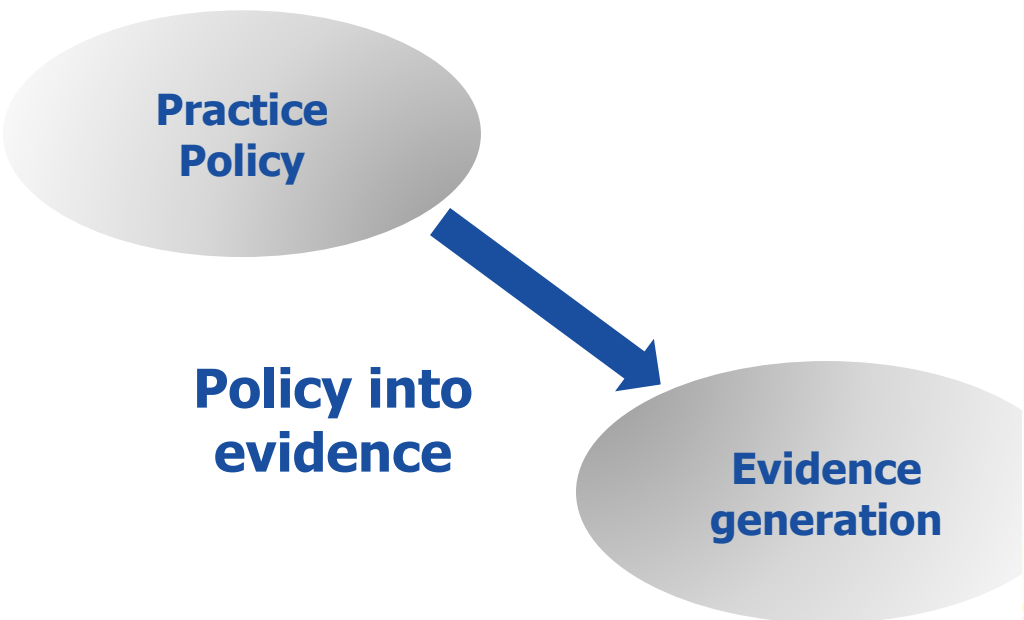 Practice
Policy
Policy into
evidence
Evidence
generation